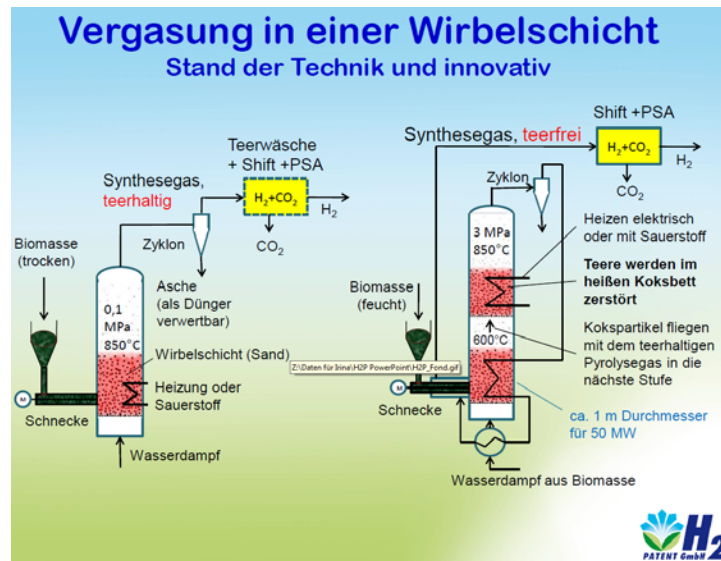 Vergasung in einer Wirbelschicht
Stand der Technik und innovativ
Teerwäsche
+ Shift +PSA
Synthesegas,
teerhaltig
H₂+CO₂
H₂
CO₂
Zyklon
Biomasse
(trocken)
Asche
(als Dünger
verwertbar)
0,1
MPa
850°C
Wirbelschicht (Sand)
Heizung oder
Sauerstoff
M
Schnecke
Wasserdampf
Shift +PSA
Synthesegas, teerfrei
H₂+CO₂
H₂
CO₂
Zyklon
3 MPa
850°C
Heizen elektrisch
oder mit Sauerstoff
Teere werden im
heißen Koksbett
zerstört
Biomasse
(feucht)
600°C
Kokspartikel fliegen
mit dem teerhaltigen
Pyrolysegas in die
nächste Stufe
Z:\Daten für Irina\H2P PowerPoint\H2P_Fond.gif
M
Schnecke
ca. 1 m Durchmesser
für 50 MW
Wasserdampf aus Biomasse
H2
PATENT GmbH